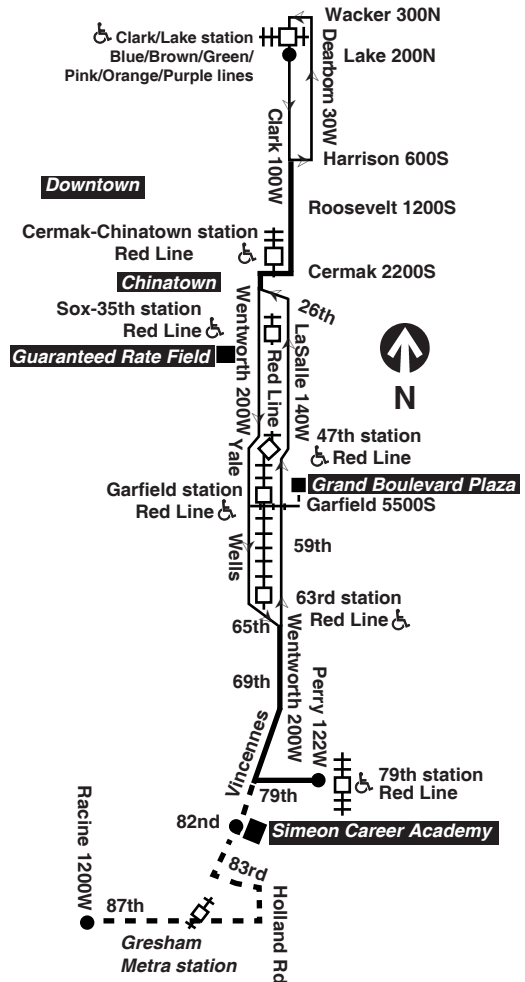 Wacker 300N
Clark/Lake station
Blue/Brown/Green/
Pink/Orange/Purple lines
Dearborn 30W
Lake 200N
Clark 100W
Harrison 600S
Downtown
Roosevelt 1200S
Cermak-Chinatown station
Red Line
Cermak 2200S
Chinatown
26th
Sox-35th station
Red Line
Wentworth 200W
Red Line
LaSalle 140W
Guaranteed Rate Field
N
47th station
Red Line
Yale
Grand Boulevard Plaza
Garfield station
Red Line
Garfield 5500S
Wells
59th
63rd station
Red Line
65th
Wentworth 200W
69th
Perry 122W
Vincennes
79th
79th station
Red Line
82nd
Simeon Career Academy
Racine 1200W
83rd
87th
Holland Rd
Gresham
Metra station